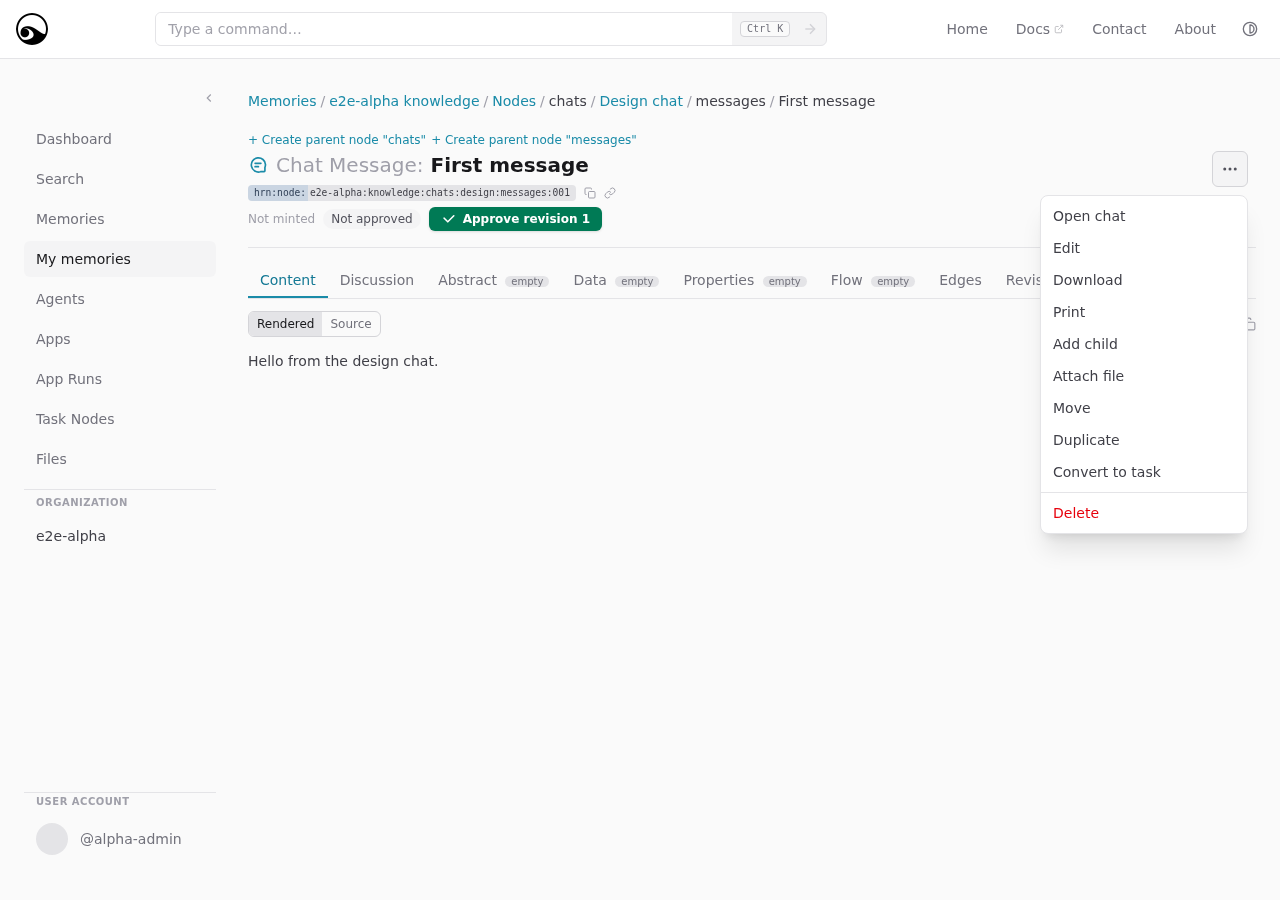 Type a command... Ctrl K Home Docs Contact About
Memories / e2e-alpha knowledge / Nodes / chats / Design chat / messages / First message
+ Create parent node "chats" + Create parent node "messages"
Chat Message: First message
hrn:node: e2e-alpha:knowledge:chats:design:messages:001
Not minted Not approved Approve revision 1
Content Discussion Abstract empty Data empty Properties empty Flow empty Edges Revis
Rendered Source
Hello from the design chat.
Open chat
Edit
Download
Print
Add child
Attach file
Move
Duplicate
Convert to task
Delete
Dashboard
Search
Memories
My memories
Agents
Apps
App Runs
Task Nodes
Files
ORGANIZATION
e2e-alpha
USER ACCOUNT
@alpha-admin